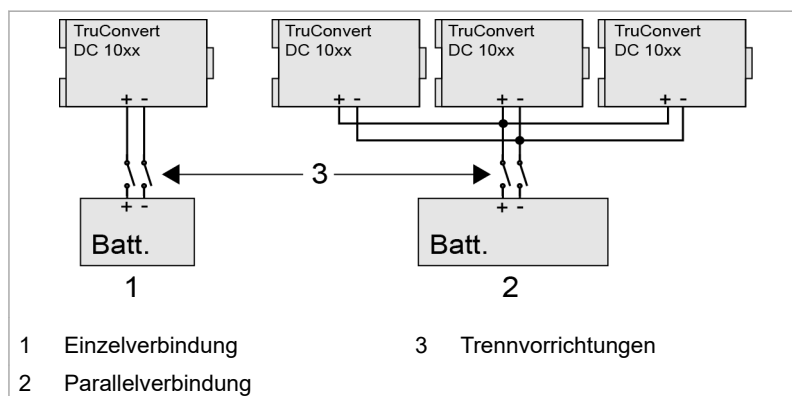 TruConvert
DC 10xx
+ -
TruConvert
DC 10xx
+ -
TruConvert
DC 10xx
+ -
TruConvert
DC 10xx
+ -
3
+ -
Batt.
1
+ -
Batt.
2
1 Einzelverbindung
2 Parallelverbindung
3 Trennvorrichtungen